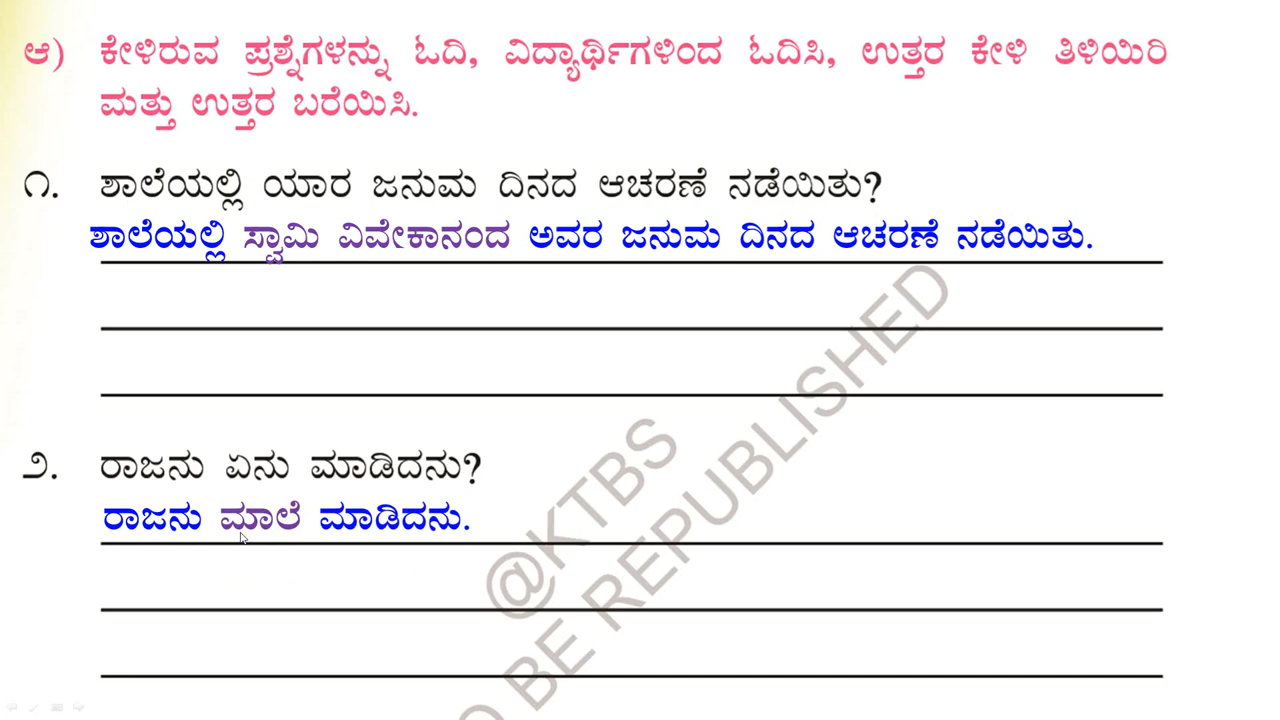 ಆ) ಕೇಳಿರುವ ಪ್ರಶ್ನೆಗಳನ್ನು ಓದಿ, ವಿದ್ಯಾರ್ಥಿಗಳಿಂದ ಓದಿಸಿ, ಉತ್ತರ ಕೇಳಿ ತಿಳಿಯಿರಿ
ಮತ್ತು ಉತ್ತರ ಬರೆಯಿಸಿ.
೧. ಶಾಲೆಯಲ್ಲಿ ಯಾರ ಜನುಮ ದಿನದ ಆಚರಣೆ ನಡೆಯಿತು?
ಶಾಲೆಯಲ್ಲಿ ಸ್ವಾಮಿ ವಿವೇಕಾನಂದ ಅವರ ಜನುಮ ದಿನದ ಆಚರಣೆ ನಡೆಯಿತು.
೨. ರಾಜನು ಏನು ಮಾಡಿದನು?
ರಾಜನು ಮಾಲೆ ಮಾಡಿದನು.
@KTBS
O BE REPUBLISHED